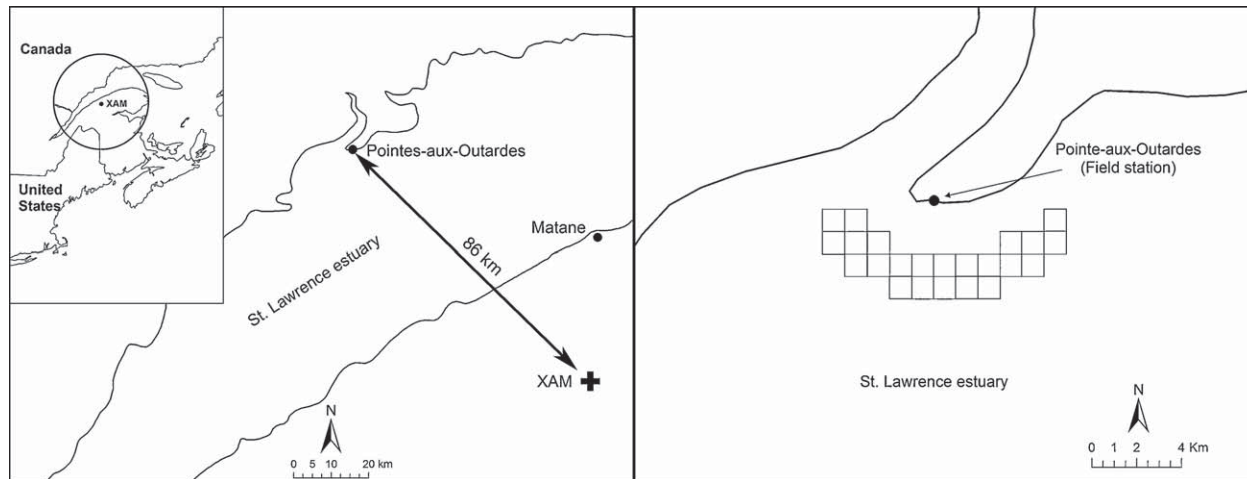 Canada
XAM
United
States
Pointes-aux-Outardes
Matane
86 km
St. Lawrence estuary
XAM
N
0 5 10 20 km
Pointe-aux-Outardes
(Field station)
St. Lawrence estuary
N
0 1 2 4 Km